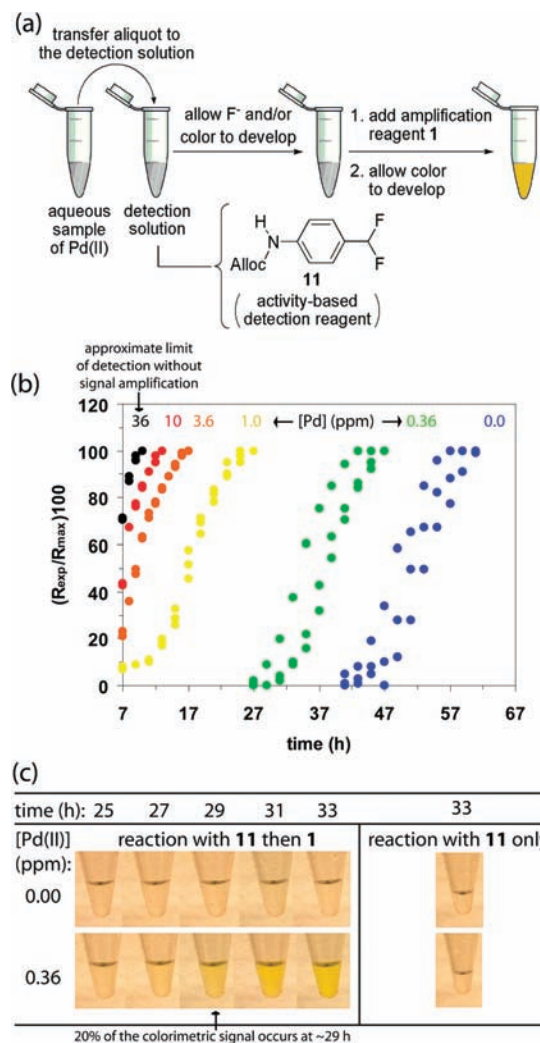 (a)
transfer aliquot to
the detection solution
allow F⁻ and/or
color to develop
1. add amplification
reagent 1
2. allow color
to develop
aqueous
sample
of Pd(II)
detection
solution
H
N
Alloc
F
F
11
activity-based
detection reagent
(b)
approximate limit
of detection without
signal amplification
36 10 3.6 1.0 [Pd] (ppm) 0.36 0.0
(Rexp/Rmax)100
120
100
80
60
40
20
0
7 17 27 37 47 57 67
time (h)
(c)
time (h): 25 27 29 31 33 33
[Pd(II)] reaction with 11 then 1 reaction with 11 only
(ppm):
0.00
0.36
20% of the colorimetric signal occurs at ~29 h